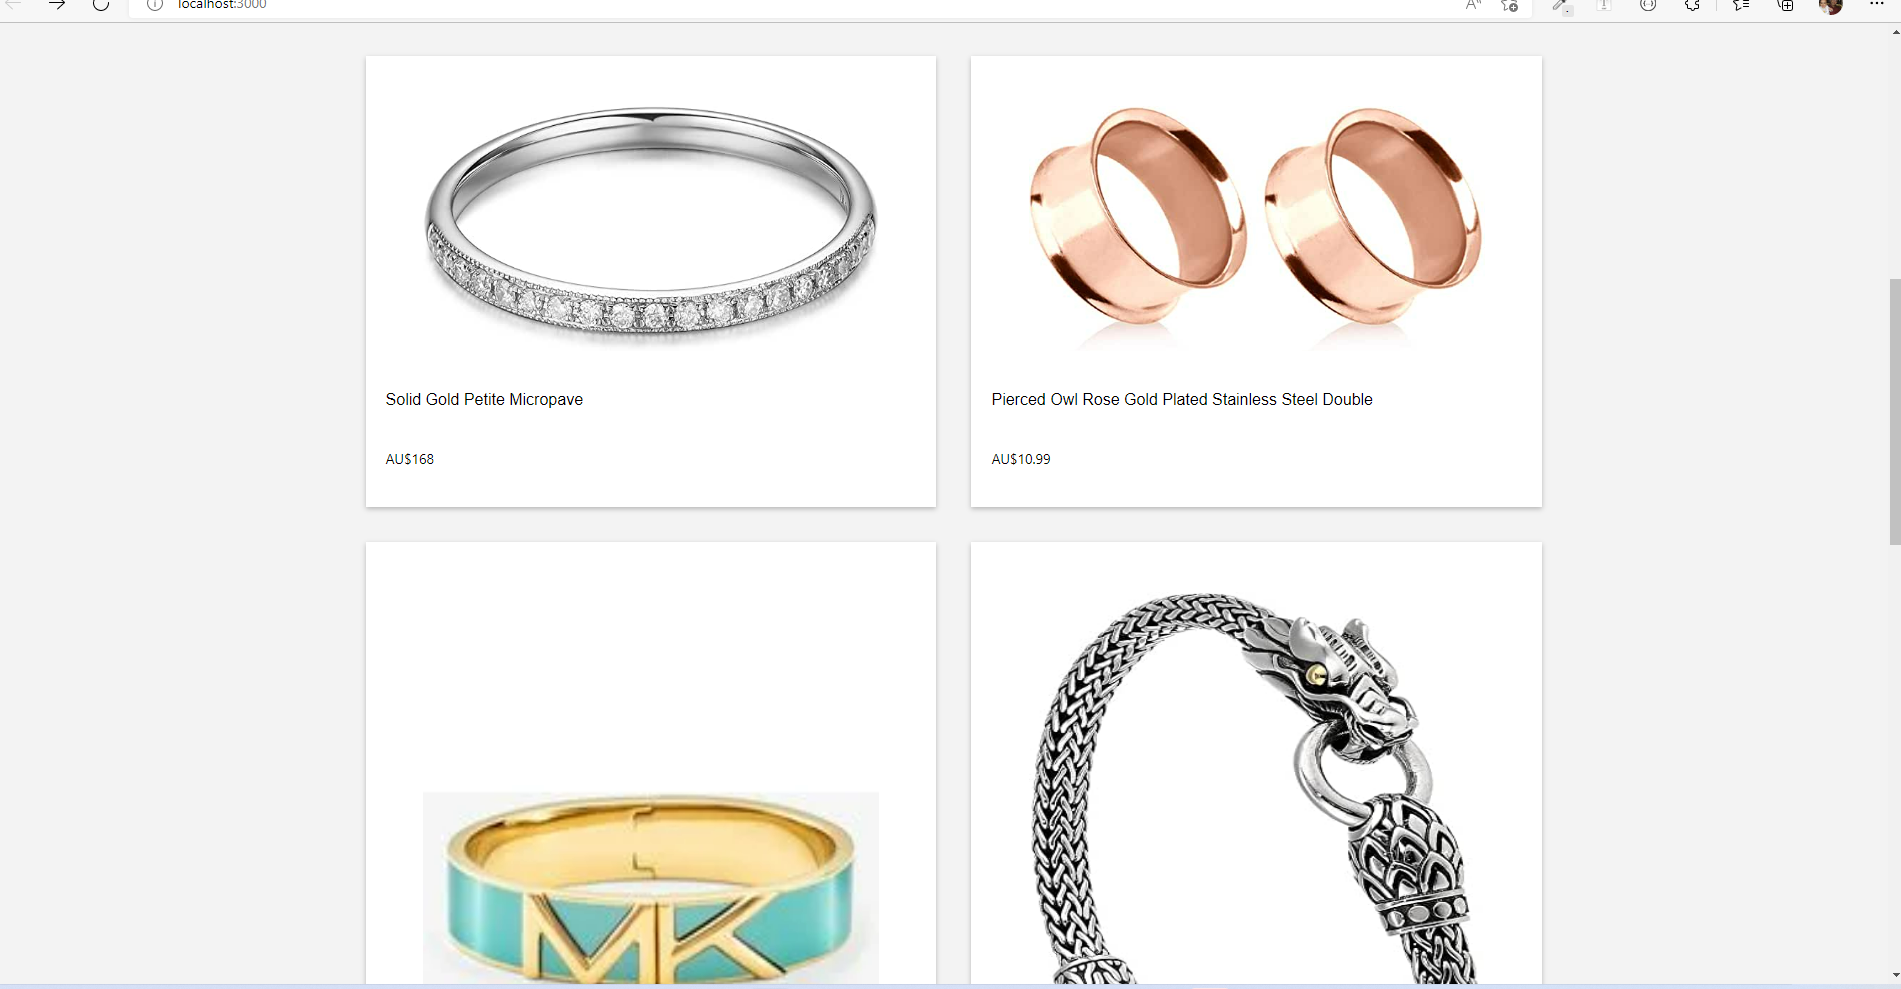 localhost:3000
Solid Gold Petite Micropave
Pierced Owl Rose Gold Plated Stainless Steel Double
AU$168
AU$10.99
MK